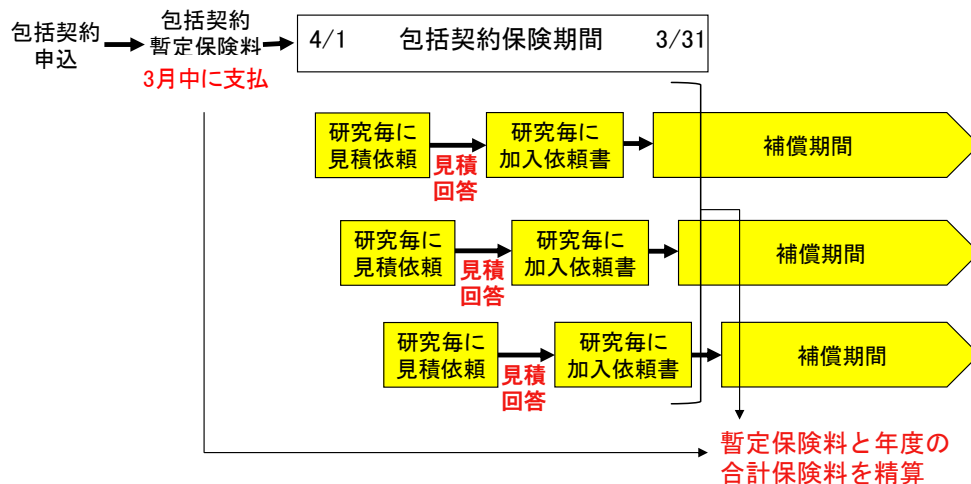 包括契約
申込
包括契約
暫定保険料
3月中に支払
4/1 包括契約保険期間 3/31
研究毎に
見積依頼
見積
回答
研究毎に
加入依頼書
補償期間
研究毎に
見積依頼
見積
回答
研究毎に
加入依頼書
補償期間
研究毎に
見積依頼
見積
回答
研究毎に
加入依頼書
補償期間
暫定保険料と年度の
合計保険料を精算